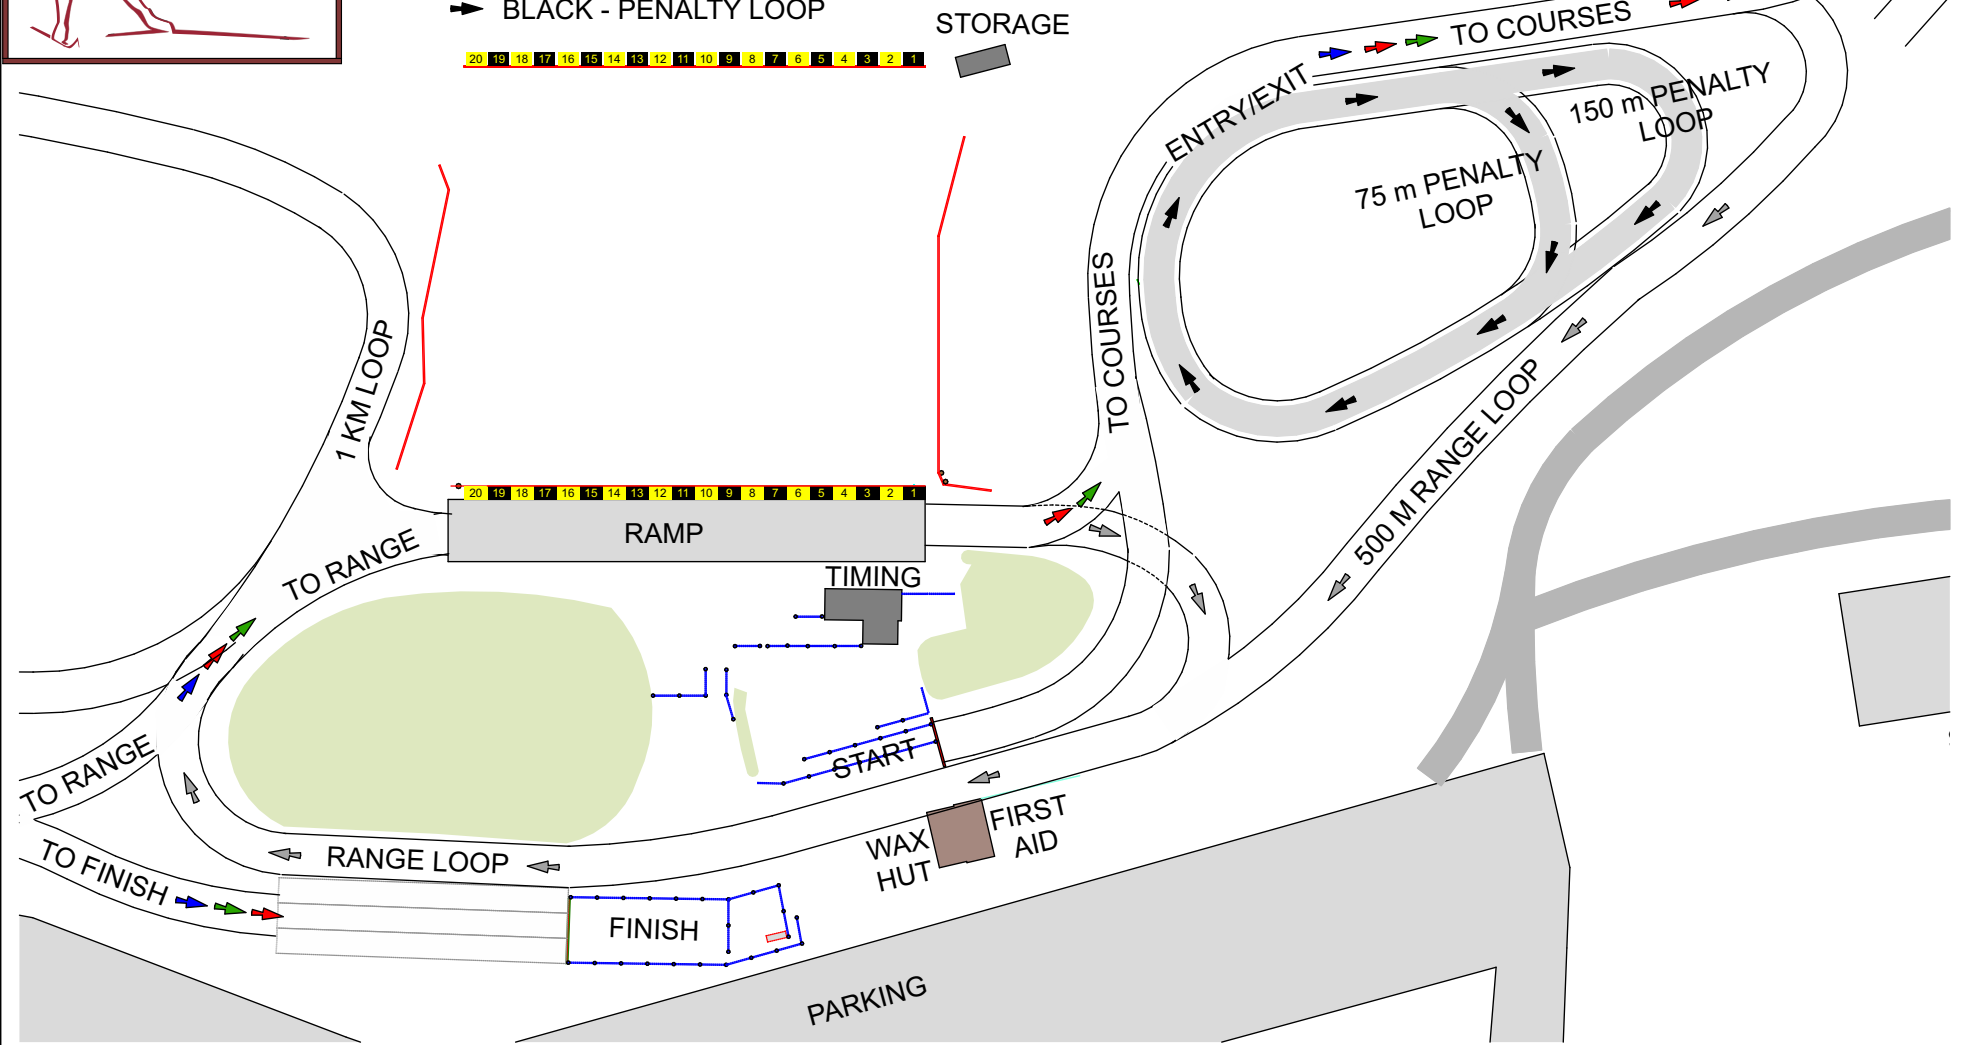 BLACK - PENALTY LOOP
STORAGE
20 19 18 17 16 15 14 13 12 11 10 9 8 7 6 5 4 3 2 1
TO COURSES
ENTRY/EXIT
150 m PENALTY
LOOP
75 m PENALTY
LOOP
TO COURSES
1 KM LOOP
500 M RANGE LOOP
20 19 18 17 16 15 14 13 12 11 10 9 8 7 6 5 4 3 2 1
RAMP
TO RANGE
TIMING
START
TO RANGE
RANGE LOOP
WAX
HUT
FIRST
AID
TO FINISH
FINISH
PARKING